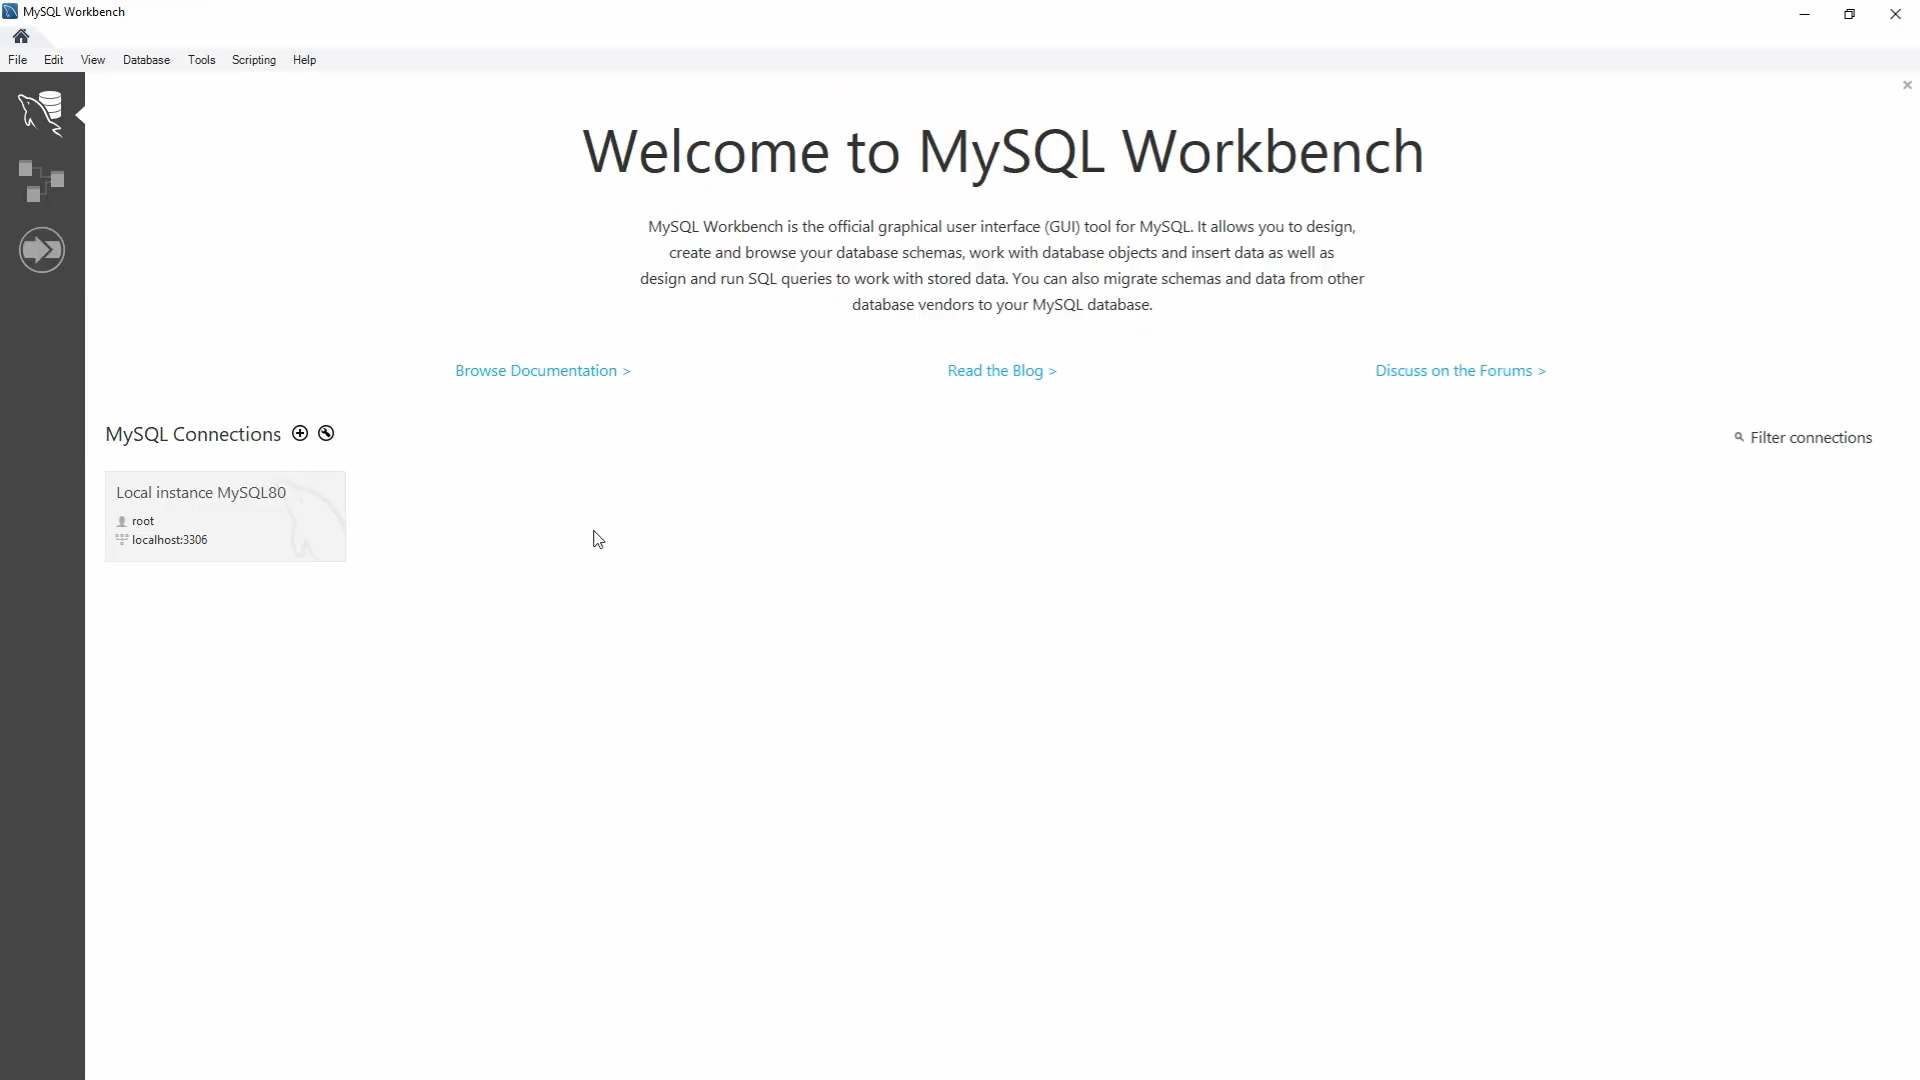 MySQL Workbench
File Edit View Database Tools Scripting Help
Welcome to MySQL Workbench
MySQL Workbench is the official graphical user interface (GUI) tool for MySQL. It allows you to design,
create and browse your database schemas, work with database objects and insert data as well as
design and run SQL queries to work with stored data. You can also migrate schemas and data from other
database vendors to your MySQL database.
Browse Documentation > Read the Blog > Discuss on the Forums >
MySQL Connections Filter connections
Local instance MySQL80
root
localhost:3306